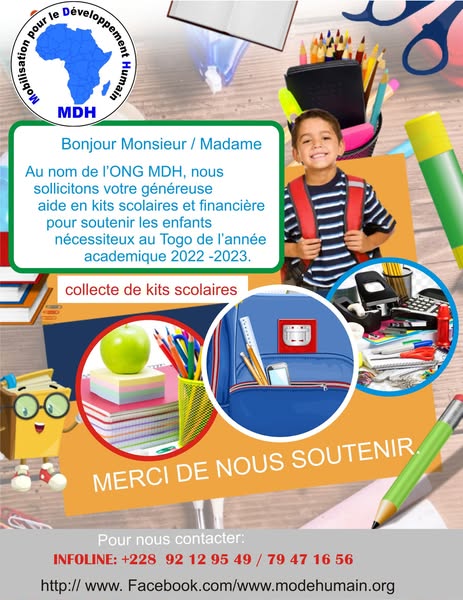 Mobilisation pour le Développement Humain
MDH
Bonjour Monsieur / Madame
Au nom de l'ONG MDH, nous
sollicitons votre généreuse
aide en kits scolaires et financière
pour soutenir les enfants
nécessiteux au Togo de l'année
academique 2022 -2023.
collecte de kits scolaires
MERCI DE NOUS SOUTENIR.
Pour nous contacter:
INFOLINE: +228 92 12 95 49 / 79 47 16 56
http:// www. Facebook.com/www.modehumain.org